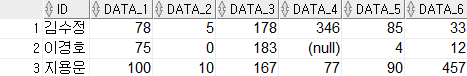 ID DATA_1 DATA_2 DATA_3 DATA_4 DATA_5 DATA_6
1 김수정 78 5 178 346 85 33
2 이경호 75 0 183 (null) 4 12
3 지용운 100 10 167 77 90 457